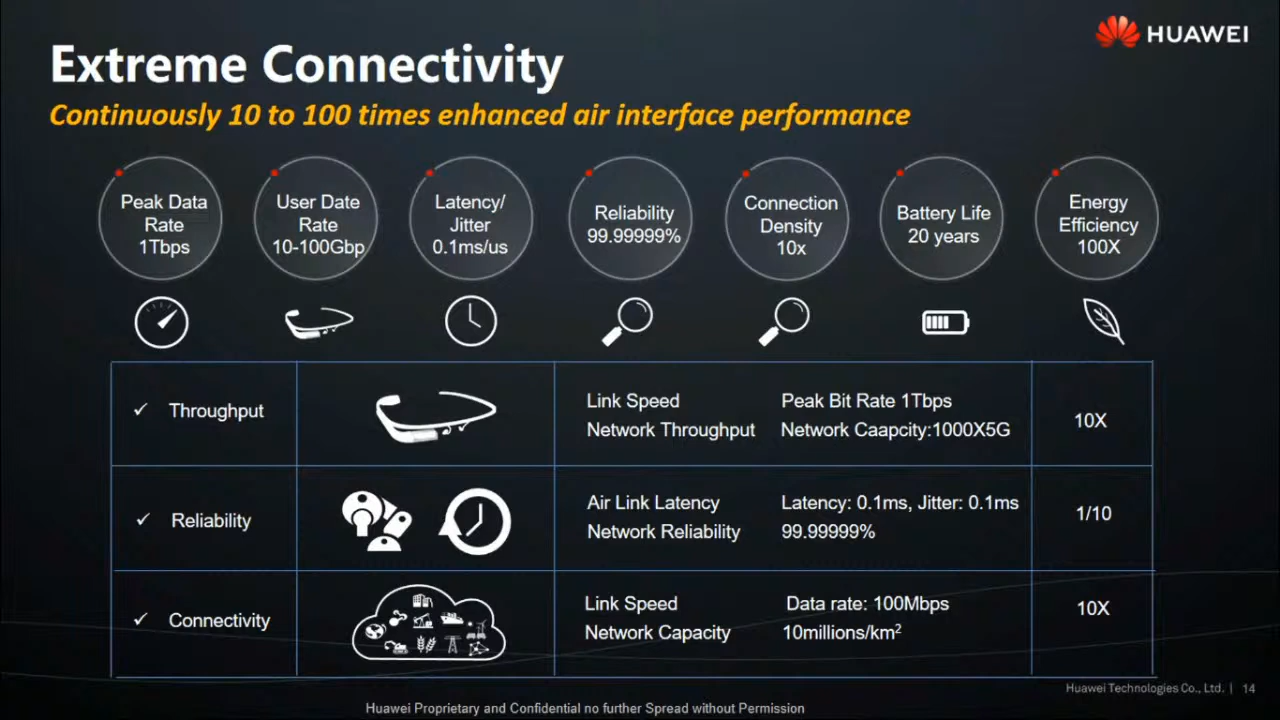 HUAWEI
Extreme Connectivity
Continuously 10 to 100 times enhanced air interface performance
Peak Data
Rate
1Tbps
User Date
Rate
10-100Gbp
Latency/
Jitter
0.1ms/us
Reliability
99.99999%
Connection
Density
10x
Battery Life
20 years
Energy
Efficiency
100X
✓ Throughput
Link Speed Peak Bit Rate 1Tbps
Network Throughput Network Caapcity:1000X5G
10X
✓ Reliability
Air Link Latency Latency: 0.1ms, Jitter: 0.1ms
Network Reliability 99.99999%
1/10
✓ Connectivity
Link Speed Data rate: 100Mbps
Network Capacity 10millions/km²
10X
Huawei Technologies Co., Ltd. | 14
Huawei Proprietary and Confidential no further Spread without Permission